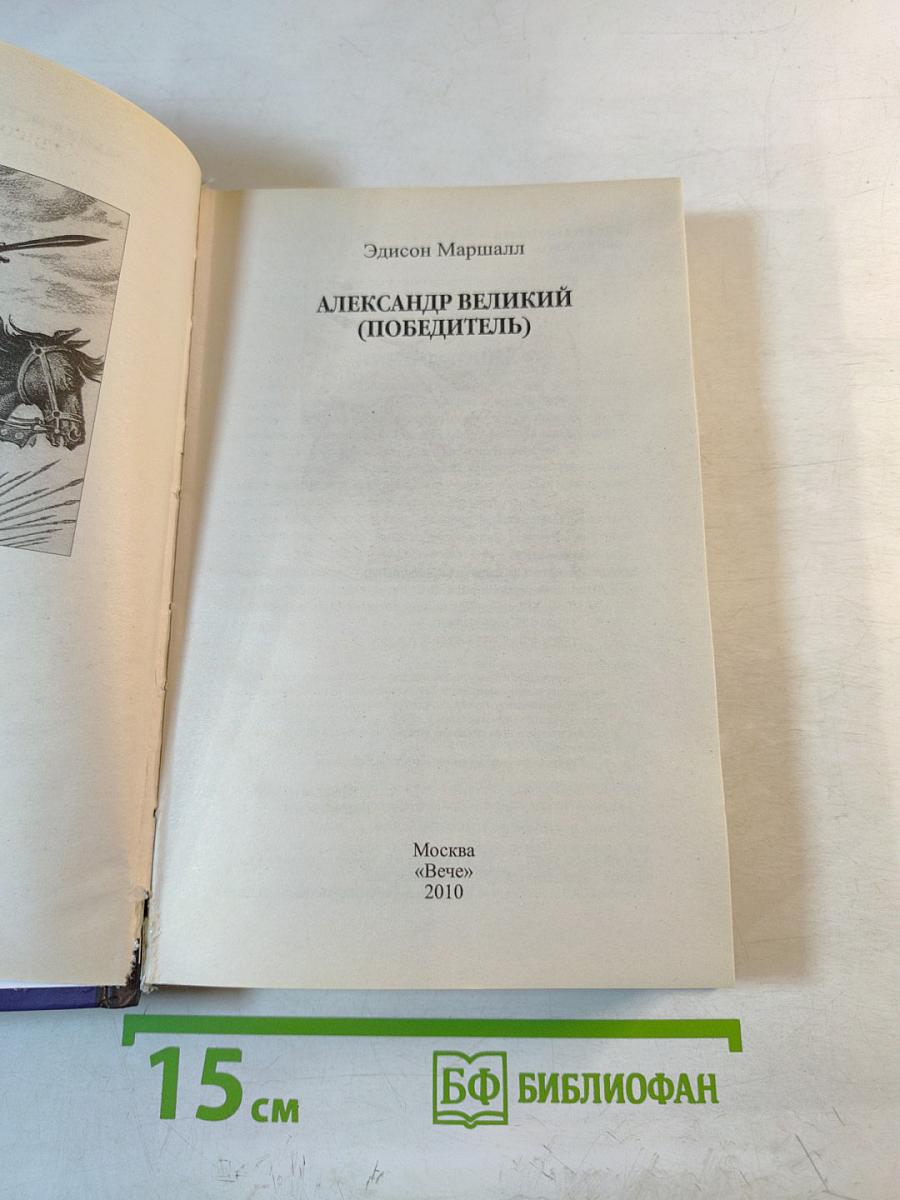 Эдисон Маршалл
АЛЕКСАНДР ВЕЛИКИЙ
(ПОБЕДИТЕЛЬ)
Москва
«Вече»
2010
15 см
БФ БИБЛИОФАН